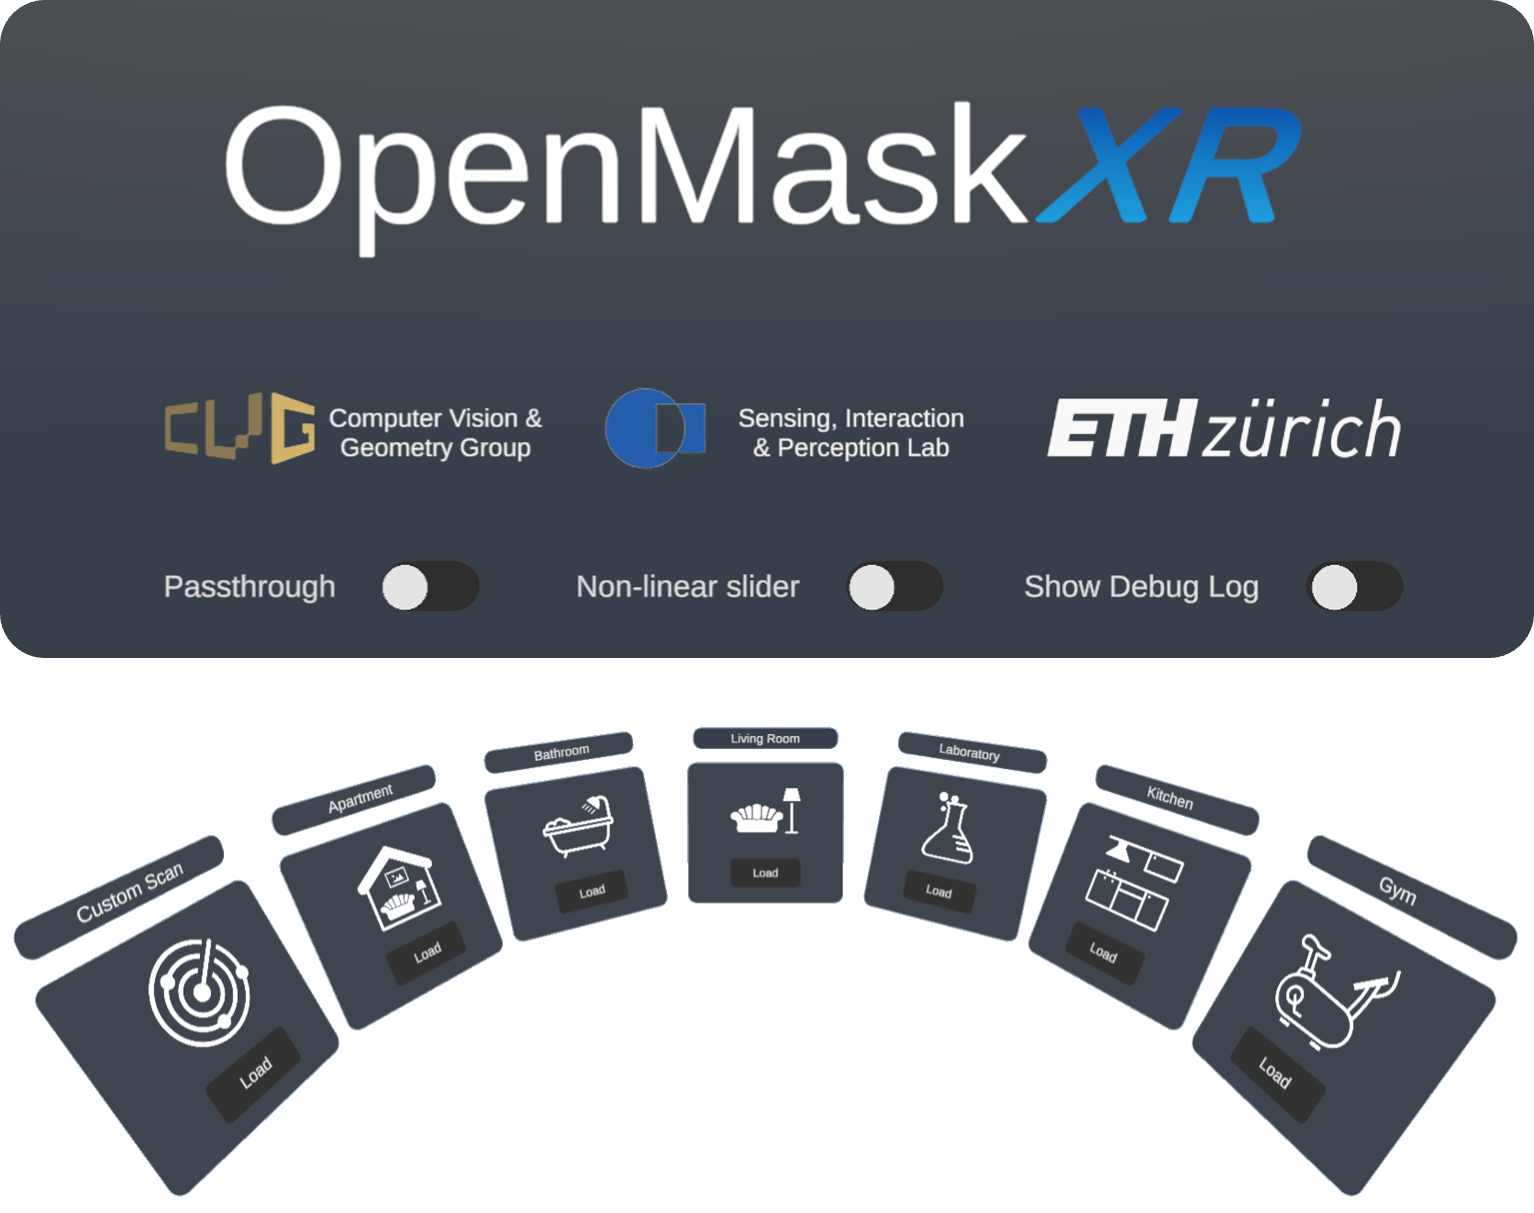 OpenMaskXR
CVG
Computer Vision &
Geometry Group
Sensing, Interaction
& Perception Lab
ETH zürich
Passthrough
Non-linear slider
Show Debug Log
Custom Scan
Load
Apartment
Load
Bathroom
Load
Living Room
Load
Laboratory
Load
Kitchen
Load
Gym
Load